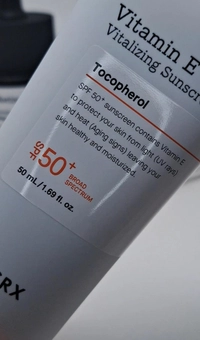 Vitamin E
Vitalizing Sunscr
Tocopherol
SPF 50+ sunscreen contains Vitamin E
to protect your skin from light (UV rays)
and heat (Aging signs) leaving your
skin healthy and moisturized.
SPF 50+ BROAD
SPECTRUM
50 mL/1.69 fl. oz.
RX